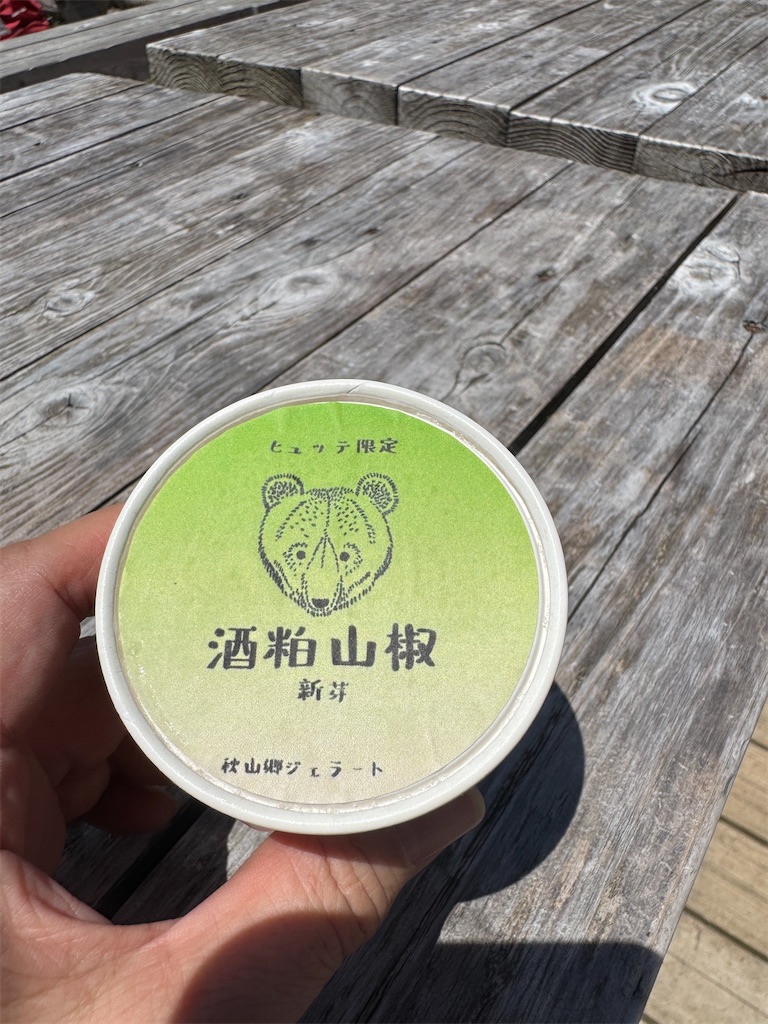 ヒュッテ限定
酒粕山椒
新芽
秋山郷ジェラート